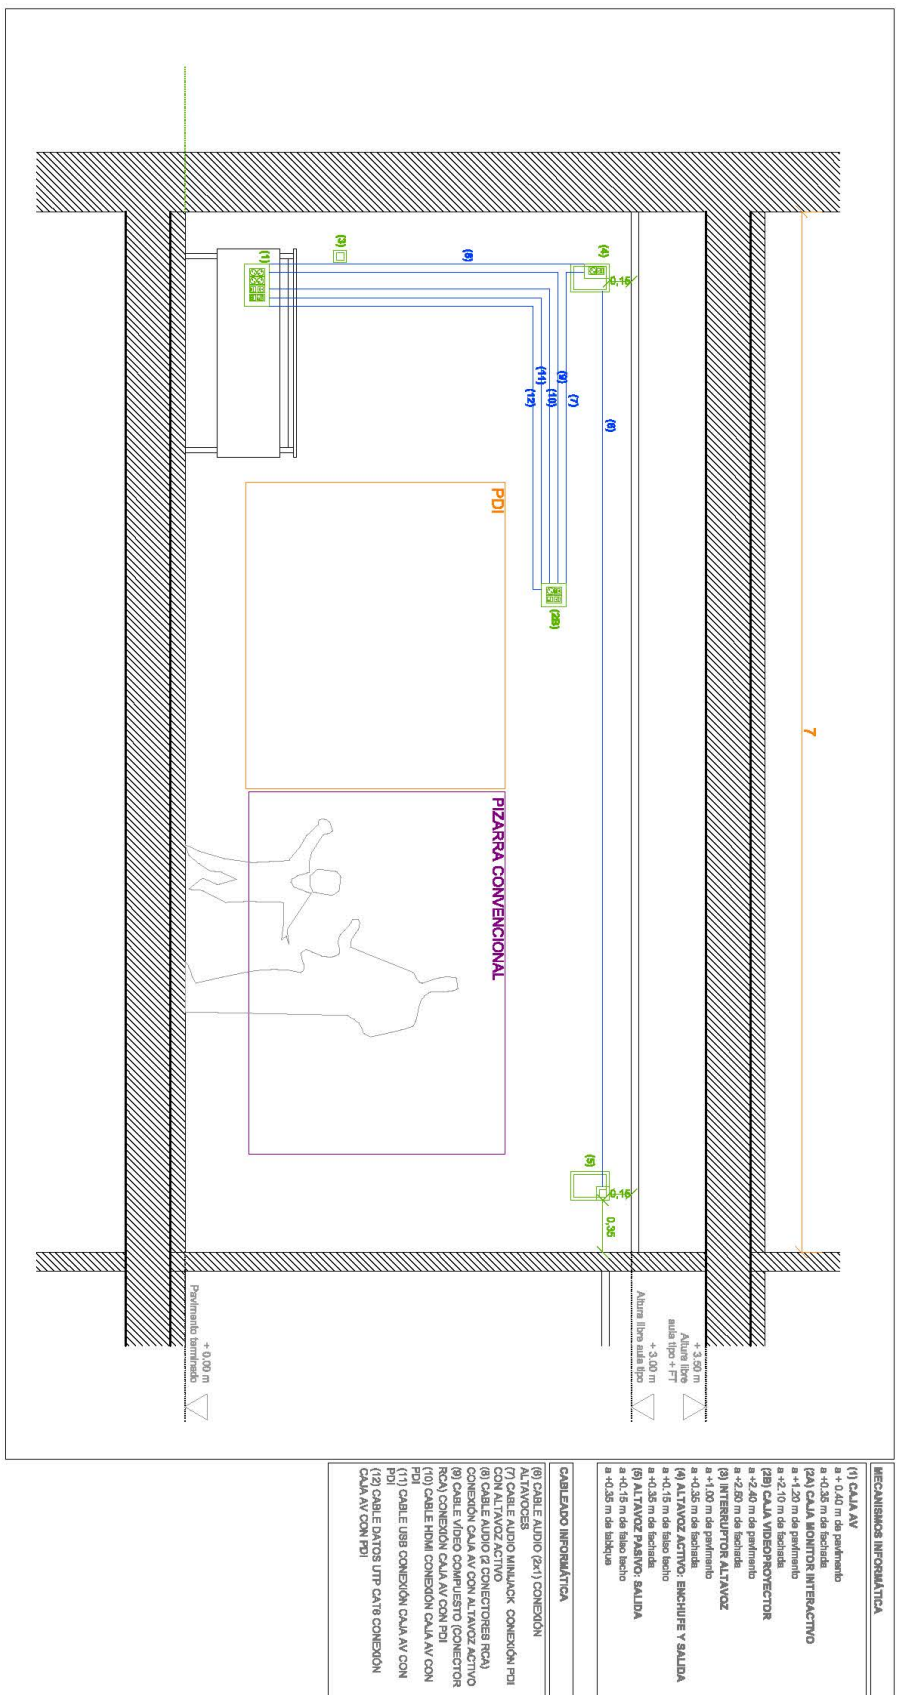 7
(4)
0,15
(3)
(8)
(1)
(6)
(7)
(9)
(10)
(11)
(12)
PDI
(2B)
PIZARRA CONVENCIONAL
(5)
0,15
0,35
+ 3.50 m
Altura libre
aula tipo + FT
+ 3.00 m
Altura libre aula tipo
+ 0.00 m
Pavimento terminado
MECANISMOS INFORMÁTICA
(1) CAJA AV
a + 0.40 m de pavimento
a +0.35 m de fachada
(2A) CAJA MONITOR INTERACTIVO
a +1.20 m de pavimento
a +2.10 m de fachada
(2B) CAJA VIDEOPROYECTOR
a +2.40 m de pavimento
a +2.50 m de fachada
(3) INTERRUPTOR ALTAVOZ
a +1.00 m de pavimento
a +0.35 m de fachada
(4) ALTAVOZ ACTIVO: ENCHUFE Y SALIDA
a +0.15 m de falso techo
a +0.35 m de fachada
(5) ALTAVOZ PASIVO: SALIDA
a +0.15 m de falso techo
a +0.35 m de tabique
CABLEADO INFORMÁTICA
(6) CABLE AUDIO (2x1) CONEXIÓN
ALTAVOCES
(7) CABLE AUDIO MINIJACK CONEXIÓN PDI
CON ALTAVOZ ACTIVO
(8) CABLE AUDIO (2 CONECTORES RCA)
CONEXIÓN CAJA AV CON ALTAVOZ ACTIVO
(9) CABLE VÍDEO COMPUESTO (CONECTOR
RCA) CONEXIÓN CAJA AV CON PDI
(10) CABLE HDMI CONEXIÓN CAJA AV CON
PDI
(11) CABLE USB CONEXIÓN CAJA AV CON
PDI
(12) CABLE DATOS UTP CAT6 CONEXIÓN
CAJA AV CON PDI